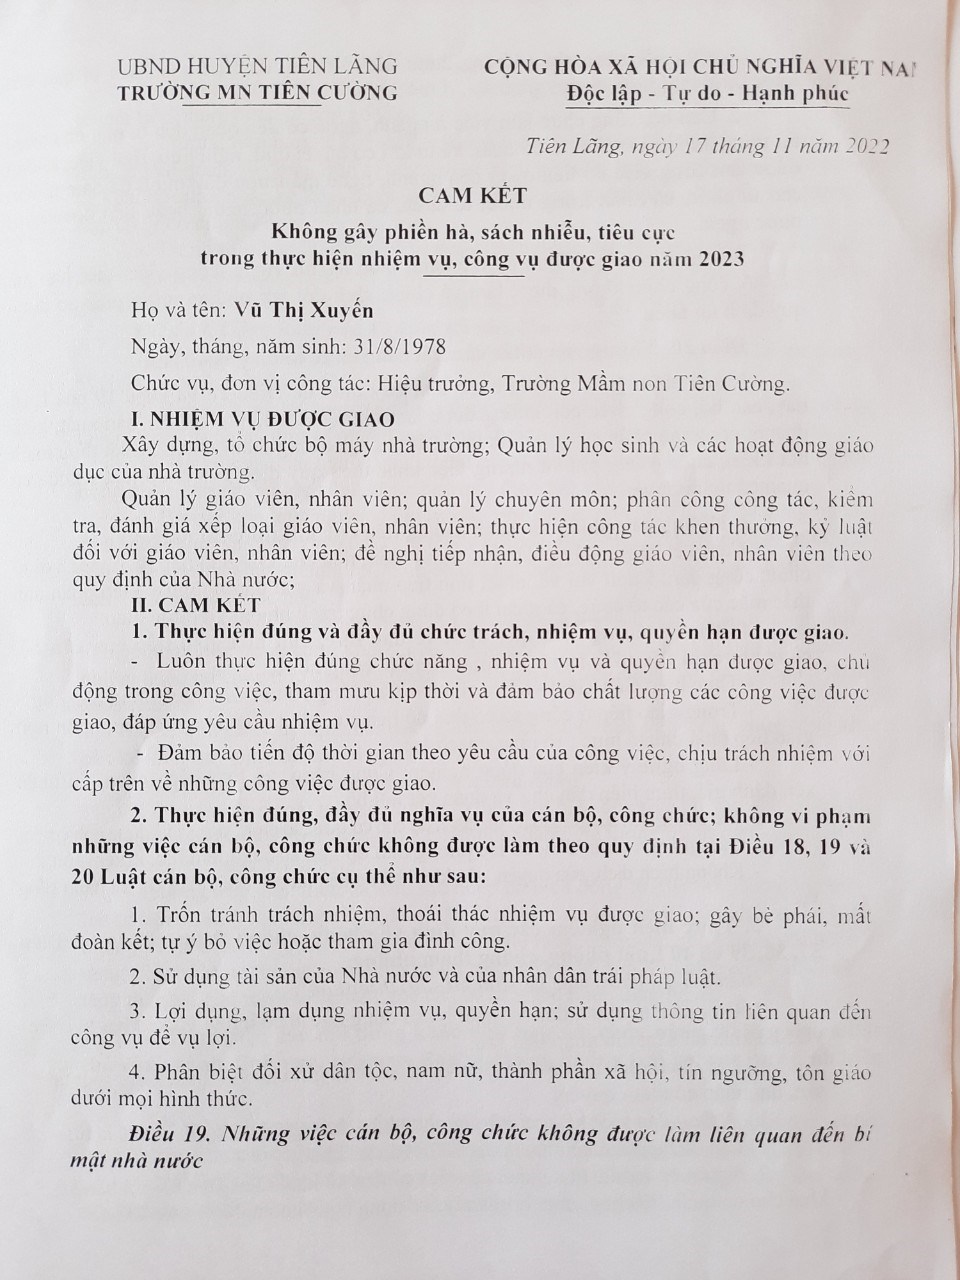 UBND HUYỆN TIÊN LÃNG
TRƯỜNG MN TIÊN CƯỜNG
CỘNG HÒA XÃ HỘI CHỦ NGHĨA VIỆT NAM
Độc lập - Tự do - Hạnh phúc
Tiên Lãng, ngày 17 tháng 11 năm 2022
CAM KẾT
Không gây phiền hà, sách nhiễu, tiêu cực
trong thực hiện nhiệm vụ, công vụ được giao năm 2023
Họ và tên: Vũ Thị Xuyến
Ngày, tháng, năm sinh: 31/8/1978
Chức vụ, đơn vị công tác: Hiệu trưởng, Trường Mầm non Tiên Cường.
I. NHIỆM VỤ ĐƯỢC GIAO
Xây dựng, tổ chức bộ máy nhà trường; Quản lý học sinh và các hoạt động giáo
dục của nhà trường.
Quản lý giáo viên, nhân viên; quản lý chuyên môn; phân công công tác, kiểm
tra, đánh giá xếp loại giáo viên, nhân viên; thực hiện công tác khen thưởng, kỷ luật
đối với giáo viên, nhân viên; đề nghị tiếp nhận, điều động giáo viên, nhân viên theo
quy định của Nhà nước;
II. CAM KẾT
1. Thực hiện đúng và đầy đủ chức trách, nhiệm vụ, quyền hạn được giao.
- Luôn thực hiện đúng chức năng , nhiệm vụ và quyền hạn được giao, chủ
động trong công việc, tham mưu kịp thời và đảm bảo chất lượng các công việc được
giao, đáp ứng yêu cầu nhiệm vụ.
- Đảm bảo tiến độ thời gian theo yêu cầu của công việc, chịu trách nhiệm với
cấp trên về những công việc được giao.
2. Thực hiện đúng, đầy đủ nghĩa vụ của cán bộ, công chức; không vi phạm
những việc cán bộ, công chức không được làm theo quy định tại Điều 18, 19 và
20 Luật cán bộ, công chức cụ thể như sau:
1. Trốn tránh trách nhiệm, thoái thác nhiệm vụ được giao; gây bè phái, mất
đoàn kết; tự ý bỏ việc hoặc tham gia đình công.
2. Sử dụng tài sản của Nhà nước và của nhân dân trái pháp luật.
3. Lợi dụng, lạm dụng nhiệm vụ, quyền hạn; sử dụng thông tin liên quan đến
công vụ để vụ lợi.
4. Phân biệt đối xử dân tộc, nam nữ, thành phần xã hội, tín ngưỡng, tôn giáo
dưới mọi hình thức.
Điều 19. Những việc cán bộ, công chức không được làm liên quan đến bí
mật nhà nước